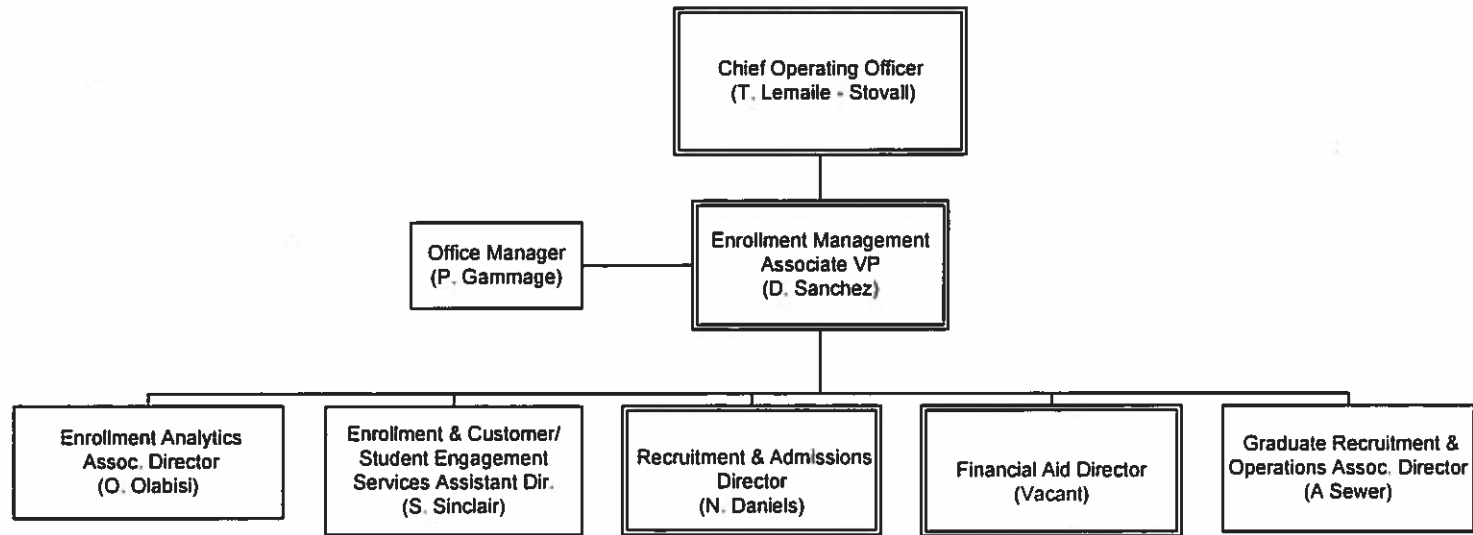 Chief Operating Officer
(T. Lemaile - Stovall)
Office Manager
(P. Gammage)
Enrollment Management
Associate VP
(D. Sanchez)
Enrollment Analytics
Assoc. Director
(O. Olabisi)
Enrollment & Customer/
Student Engagement
Services Assistant Dir.
(S. Sinclair)
Recruitment & Admissions
Director
(N. Daniels)
Financial Aid Director
(Vacant)
Graduate Recruitment &
Operations Assoc. Director
(A Sewer)